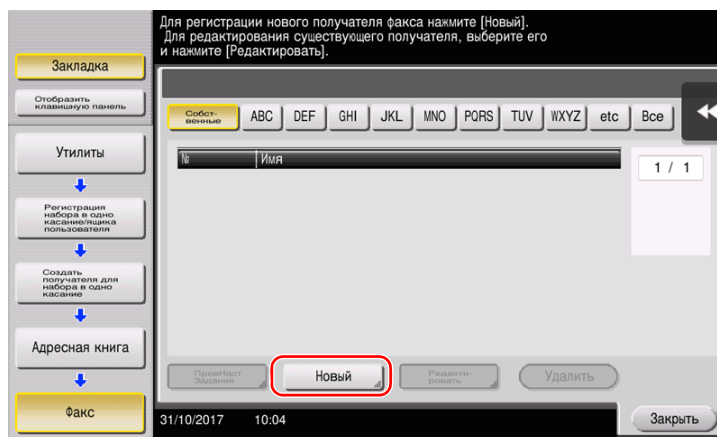 Для регистрации нового получателя факса нажмите [Новый].
Для редактирования существующего получателя, выберите его
и нажмите [Редактировать].
Закладка
Отобразить
клавишную панель
Утилиты
Регистрация
набора в одно
касание/ящика
пользователя
Создать
получателя для
набора в одно
касание
Адресная книга
Факс
Собст-
венные
ABC
DEF
GHI
JKL
MNO
PQRS
TUV
WXYZ
etc
Все
№
Имя
1 / 1
ПровНаст
Задания
Новый
Редакти-
ровать
Удалить
31/10/2017 10:04
Закрыть